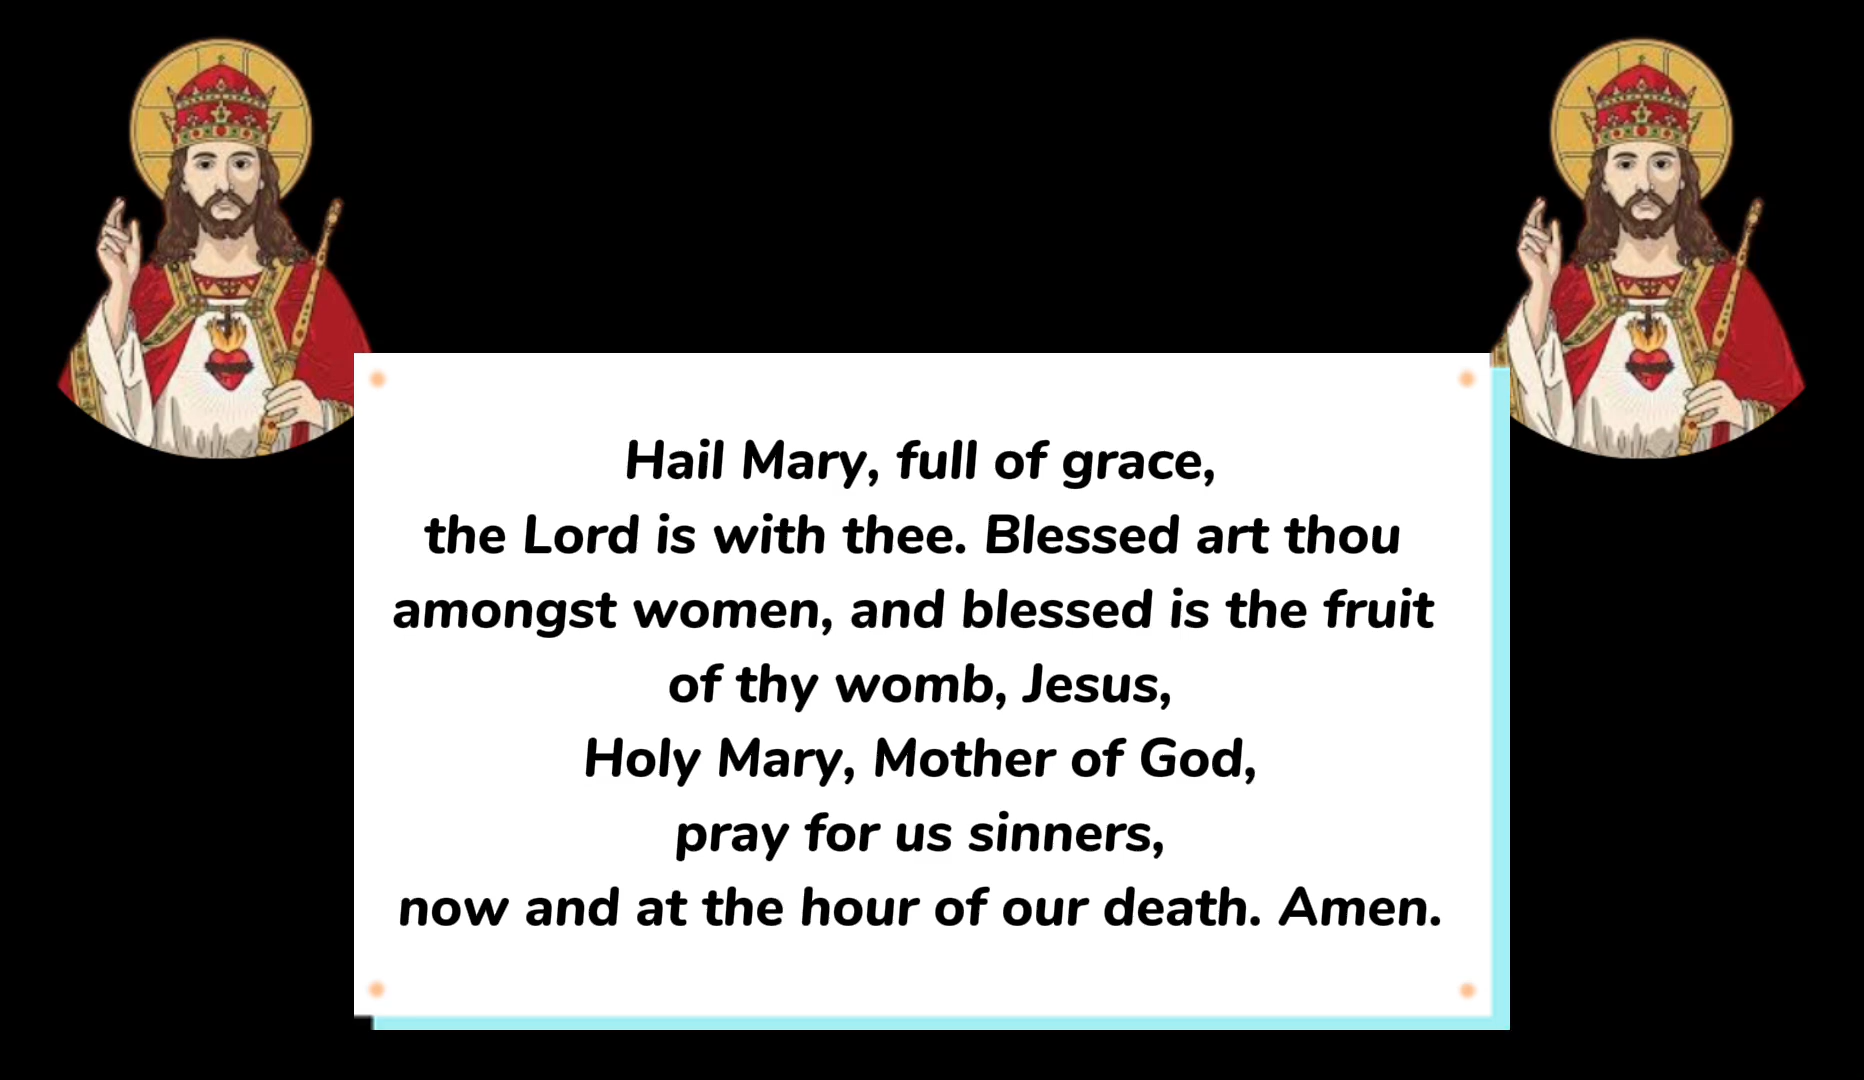 Hail Mary, full of grace,
the Lord is with thee. Blessed art thou
amongst women, and blessed is the fruit
of thy womb, Jesus,
Holy Mary, Mother of God,
pray for us sinners,
now and at the hour of our death. Amen.